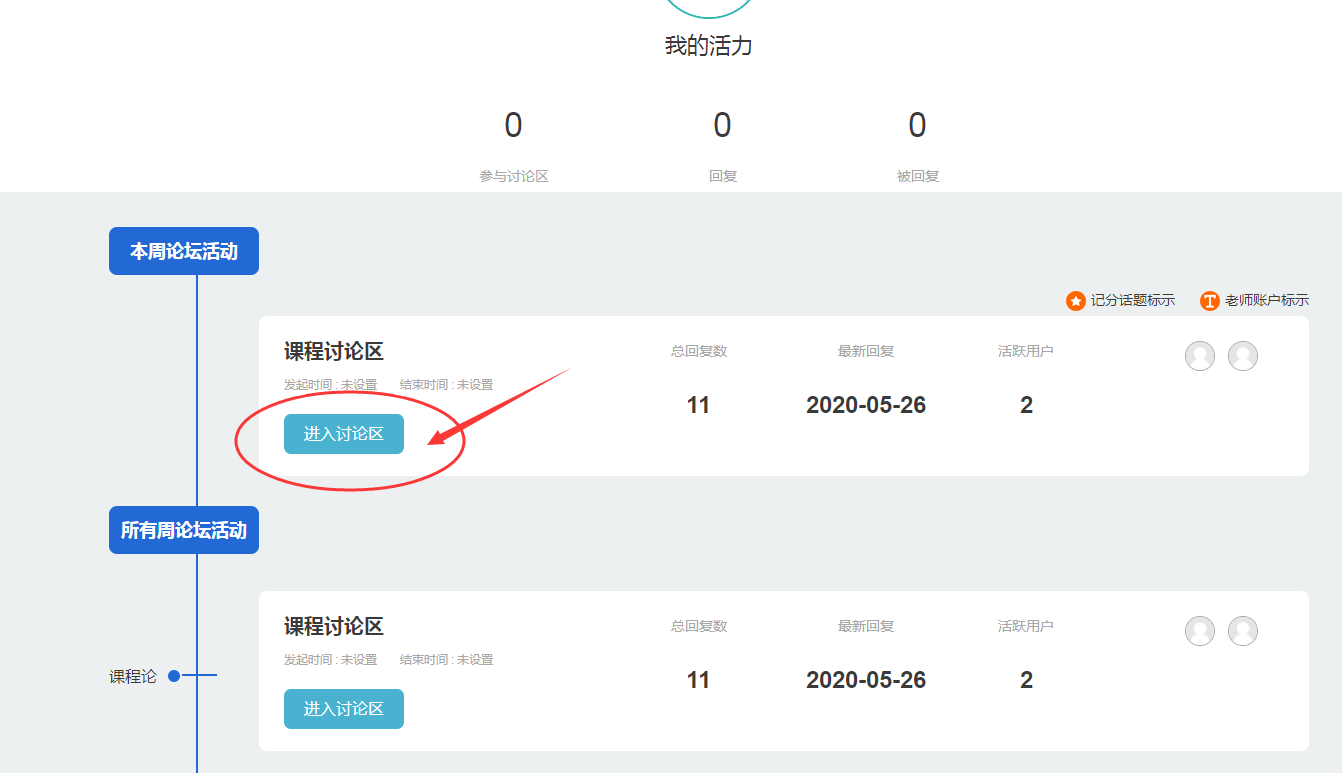 我的活力
0 0 0
参与讨论区 回复 被回复
本周论坛活动
记分话题标示 T 老师账户标示
课程讨论区 总回复数 最新回复 活跃用户
发起时间 : 未设置 结束时间 : 未设置
11 2020-05-26 2
进入讨论区
所有周论坛活动
课程讨论区 总回复数 最新回复 活跃用户
发起时间 : 未设置 结束时间 : 未设置
课程论 11 2020-05-26 2
进入讨论区